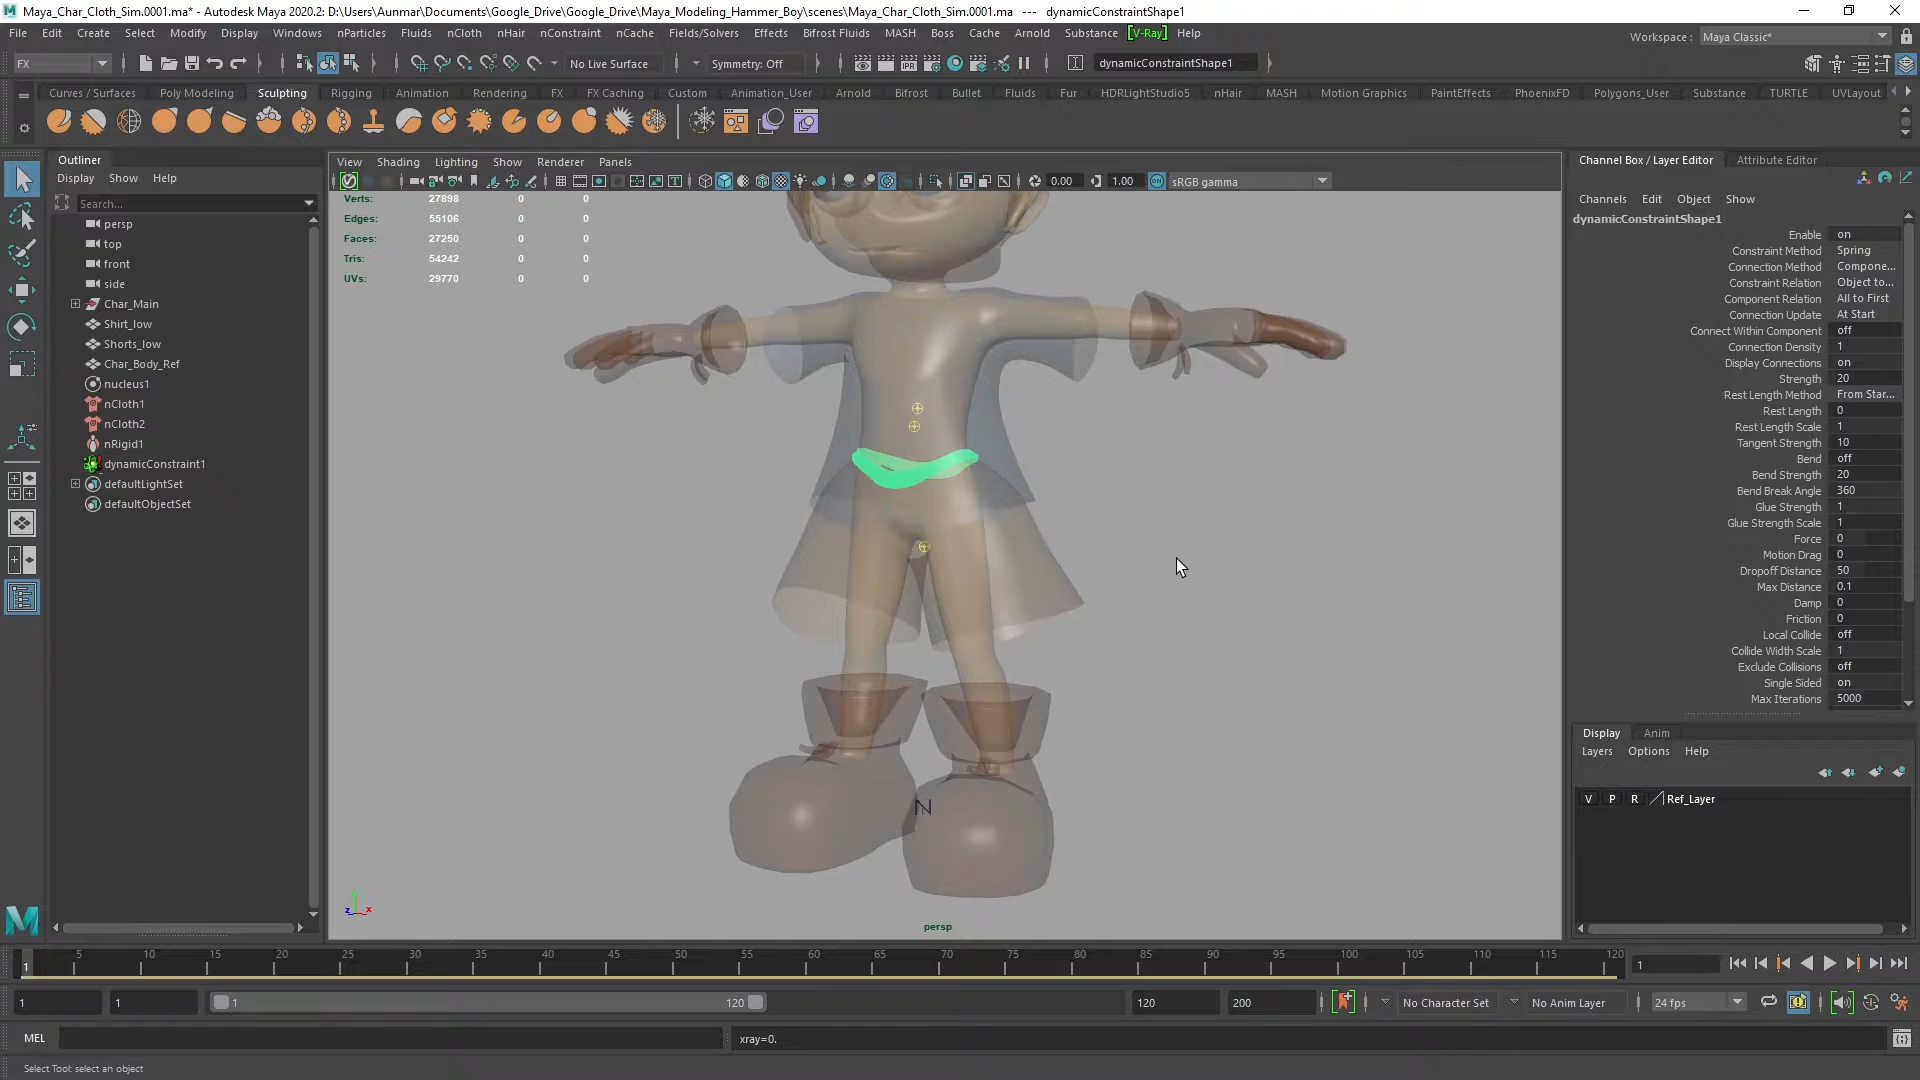 Maya_Char_Cloth_Sim.0001.ma* - Autodesk Maya 2020.2: D:\Users\Aunmar\Documents\Google_Drive\Google_Drive\Maya_Modeling_Hammer_Boy\scenes\Maya_Char_Cloth_Sim.0001.ma --- dynamicConstraintShape1
File Edit Create Select Modify Display Windows nParticles Fluids nCloth nHair nConstraint nCache Fields/Solvers Effects Bifrost Fluids MASH Boss Cache Arnold Substance [V-Ray] Help
Workspace : Maya Classic*
FX No Live Surface Symmetry: Off dynamicConstraintShape1
Curves / Surfaces Poly Modeling Sculpting Rigging Animation Rendering FX FX Caching Custom Animation_User Arnold Bifrost Bullet Fluids Fur HDRLightStudio5 nHair MASH Motion Graphics PaintEffects PhoenixFD Polygons_User Substance TURTLE UVLayout
IPR
Outliner
Display Show Help
Search...
persp
top
front
side
Char_Main
Shirt_low
Shorts_low
Char_Body_Ref
nucleus1
nCloth1
nCloth2
nRigid1
dynamicConstraint1
defaultLightSet
defaultObjectSet
View Shading Lighting Show Renderer Panels
0.00 1.00 ON sRGB gamma
Verts: 27898 0 0
Edges: 55106 0 0
Faces: 27250 0 0
Tris: 54242 0 0
UVs: 29770 0 0
N
z x
persp
Channel Box / Layer Editor Attribute Editor
Channels Edit Object Show
dynamicConstraintShape1
Enable on
Constraint Method Spring
Connection Method Compone...
Constraint Relation Object to...
Component Relation All to First
Connection Update At Start
Connect Within Component off
Connection Density 1
Display Connections on
Strength 20
Rest Length Method From Star...
Rest Length 0
Rest Length Scale 1
Tangent Strength 10
Bend off
Bend Strength 20
Bend Break Angle 360
Glue Strength 1
Glue Strength Scale 1
Force 0
Motion Drag 0
Dropoff Distance 50
Max Distance 0.1
Damp 0
Friction 0
Local Collide off
Collide Width Scale 1
Exclude Collisions off
Single Sided on
Max Iterations 5000
Display Anim
Layers Options Help
V P R Ref_Layer
1 5 10 15 20 25 30 35 40 45 50 55 60 65 70 75 80 85 90 95 100 105 110 115 120 1
1 1 1 120 120 200 No Character Set No Anim Layer 24 fps
MEL xray=0.
Select Tool: select an object